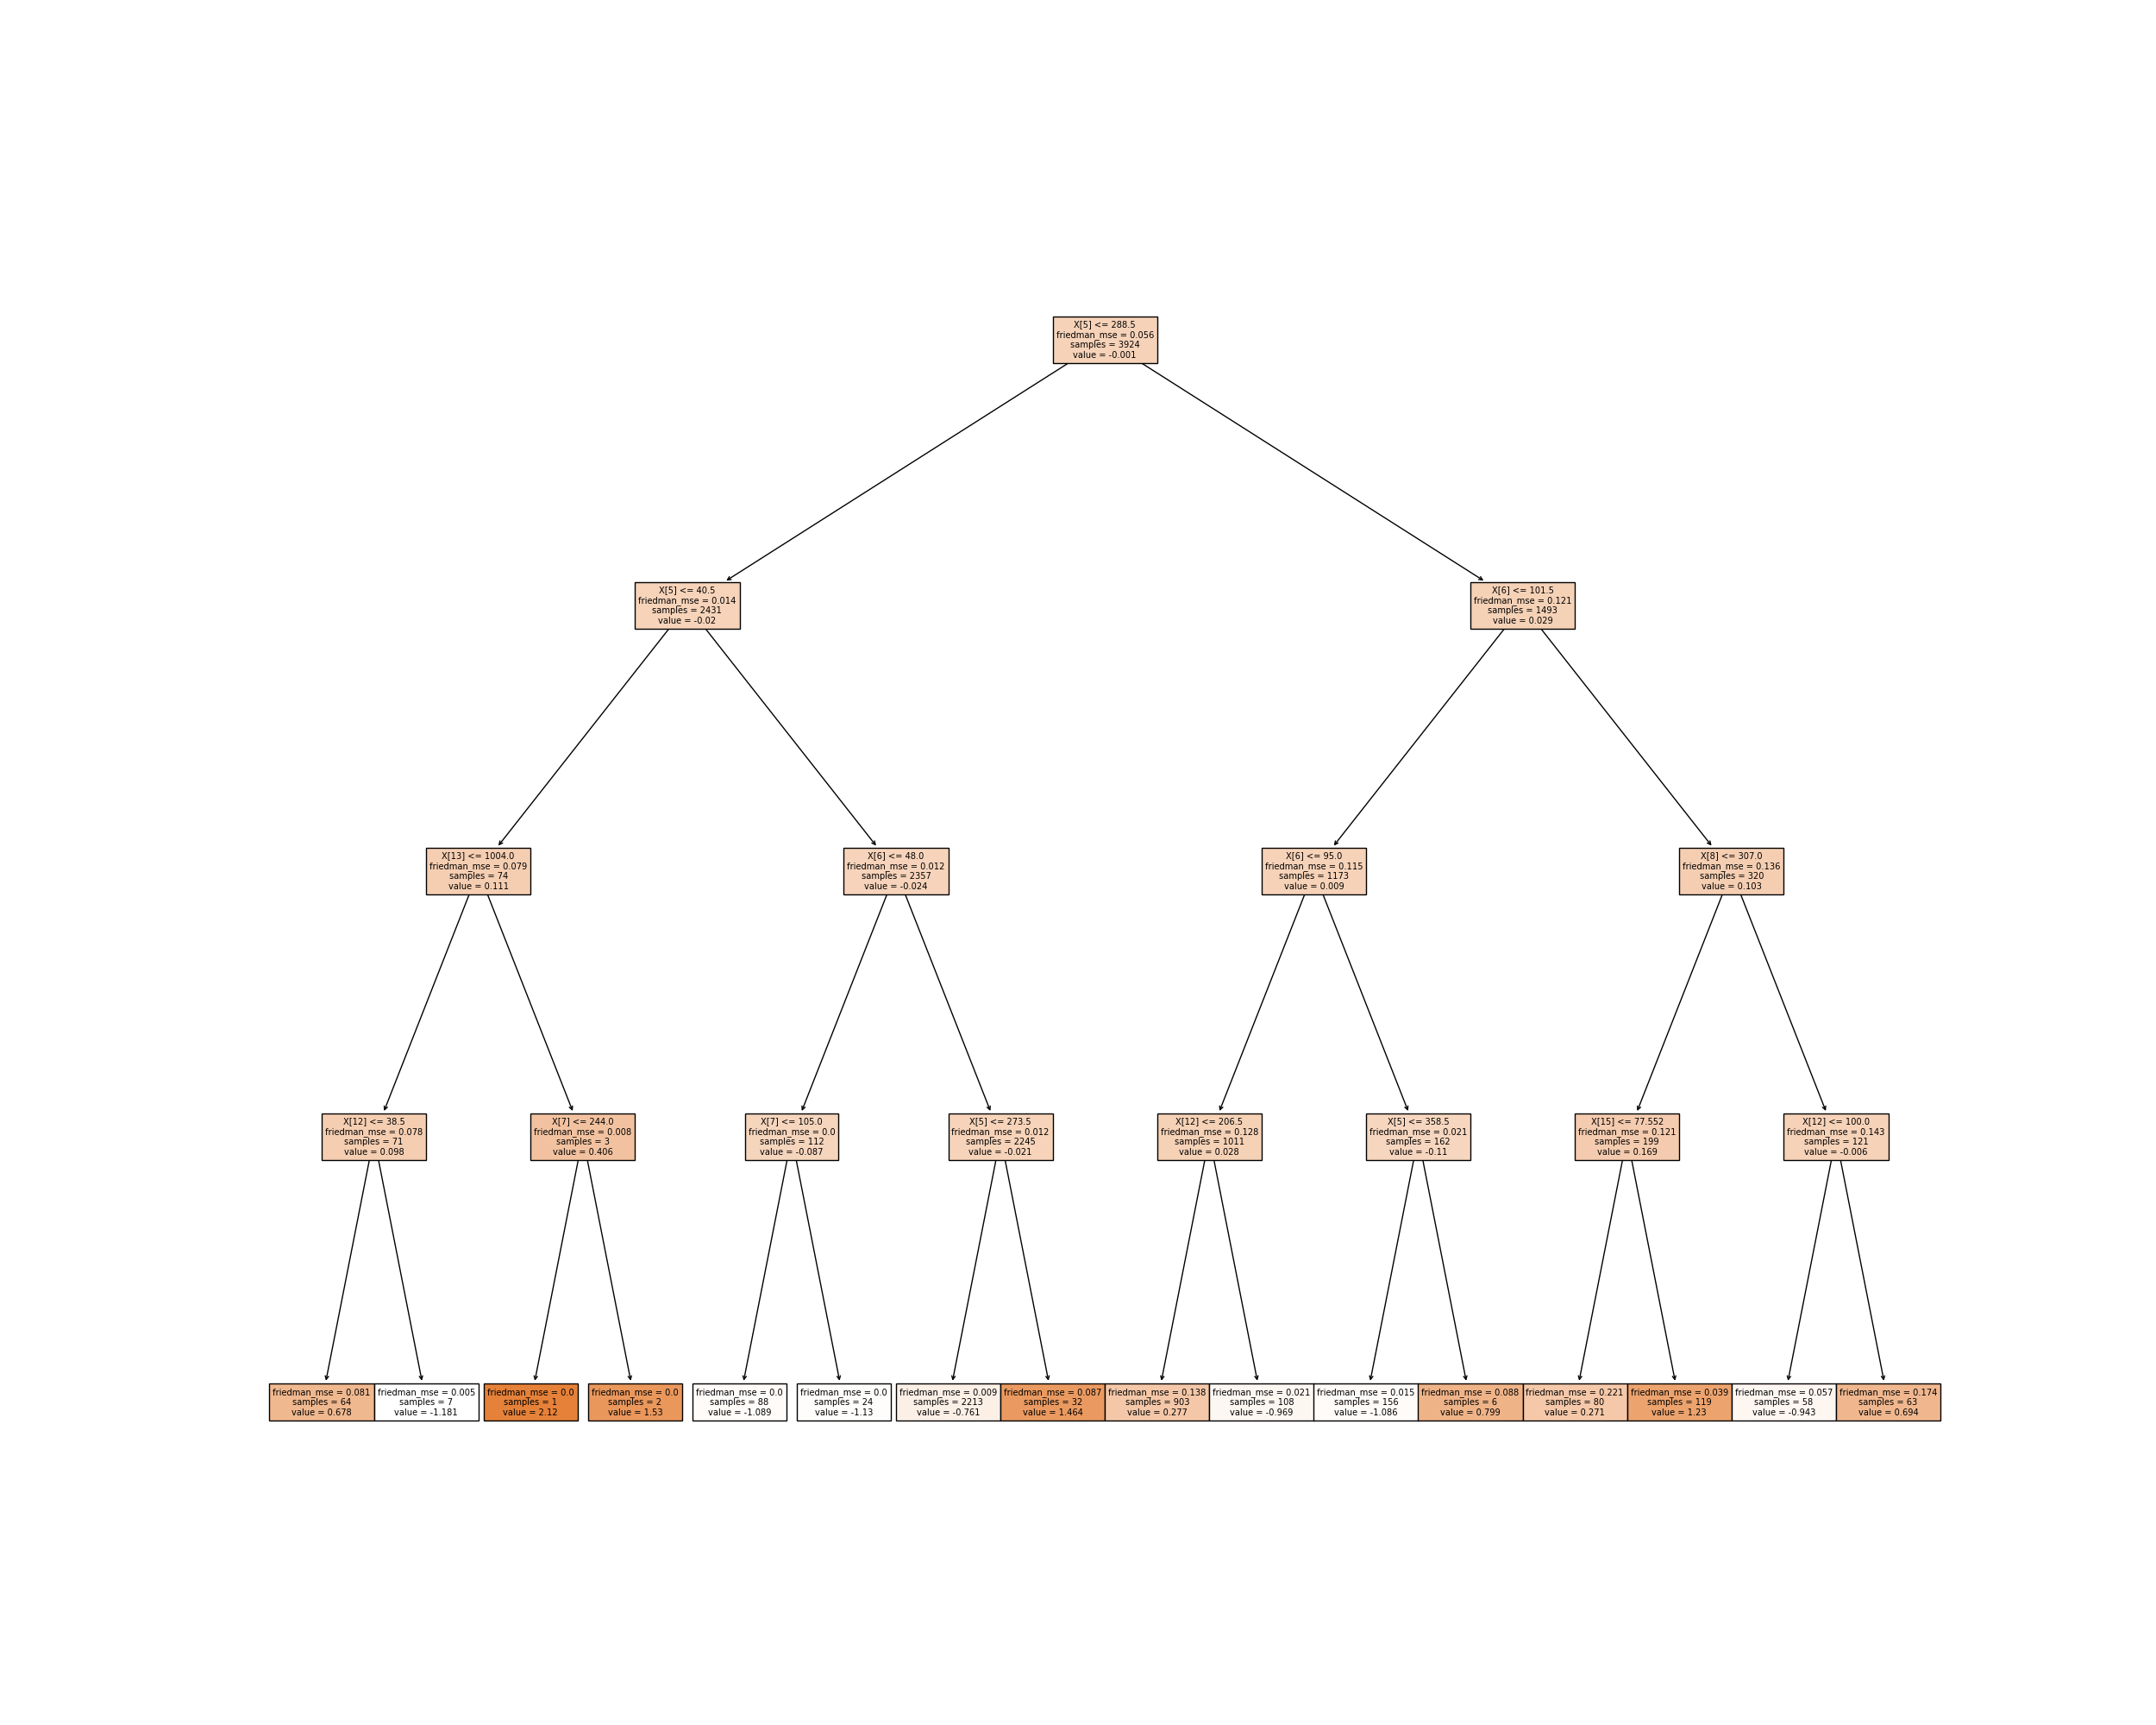 X[5] <= 288.5
friedman_mse = 0.056
samples = 3924
value = -0.001
X[5] <= 40.5
friedman_mse = 0.014
samples = 2431
value = -0.02
X[6] <= 101.5
friedman_mse = 0.121
samples = 1493
value = 0.029
X[13] <= 1004.0
friedman_mse = 0.079
samples = 74
value = 0.111
X[6] <= 48.0
friedman_mse = 0.012
samples = 2357
value = -0.024
X[6] <= 95.0
friedman_mse = 0.115
samples = 1173
value = 0.009
X[8] <= 307.0
friedman_mse = 0.136
samples = 320
value = 0.103
X[12] <= 38.5
friedman_mse = 0.078
samples = 71
value = 0.098
X[7] <= 244.0
friedman_mse = 0.008
samples = 3
value = 0.406
X[7] <= 105.0
friedman_mse = 0.0
samples = 112
value = -0.087
X[5] <= 273.5
friedman_mse = 0.012
samples = 2245
value = -0.021
X[12] <= 206.5
friedman_mse = 0.128
samples = 1011
value = 0.028
X[5] <= 358.5
friedman_mse = 0.021
samples = 162
value = -0.11
X[15] <= 77.552
friedman_mse = 0.121
samples = 199
value = 0.169
X[12] <= 100.0
friedman_mse = 0.143
samples = 121
value = -0.006
friedman_mse = 0.081
samples = 64
value = 0.678
friedman_mse = 0.005
samples = 7
value = -1.181
friedman_mse = 0.0
samples = 1
value = 2.12
friedman_mse = 0.0
samples = 2
value = 1.53
friedman_mse = 0.0
samples = 88
value = -1.089
friedman_mse = 0.0
samples = 24
value = -1.13
friedman_mse = 0.009
samples = 2213
value = -0.761
friedman_mse = 0.087
samples = 32
value = 1.464
friedman_mse = 0.138
samples = 903
value = 0.277
friedman_mse = 0.021
samples = 108
value = -0.969
friedman_mse = 0.015
samples = 156
value = -1.086
friedman_mse = 0.088
samples = 6
value = 0.799
friedman_mse = 0.221
samples = 80
value = 0.271
friedman_mse = 0.039
samples = 119
value = 1.23
friedman_mse = 0.057
samples = 58
value = -0.943
friedman_mse = 0.174
samples = 63
value = 0.694